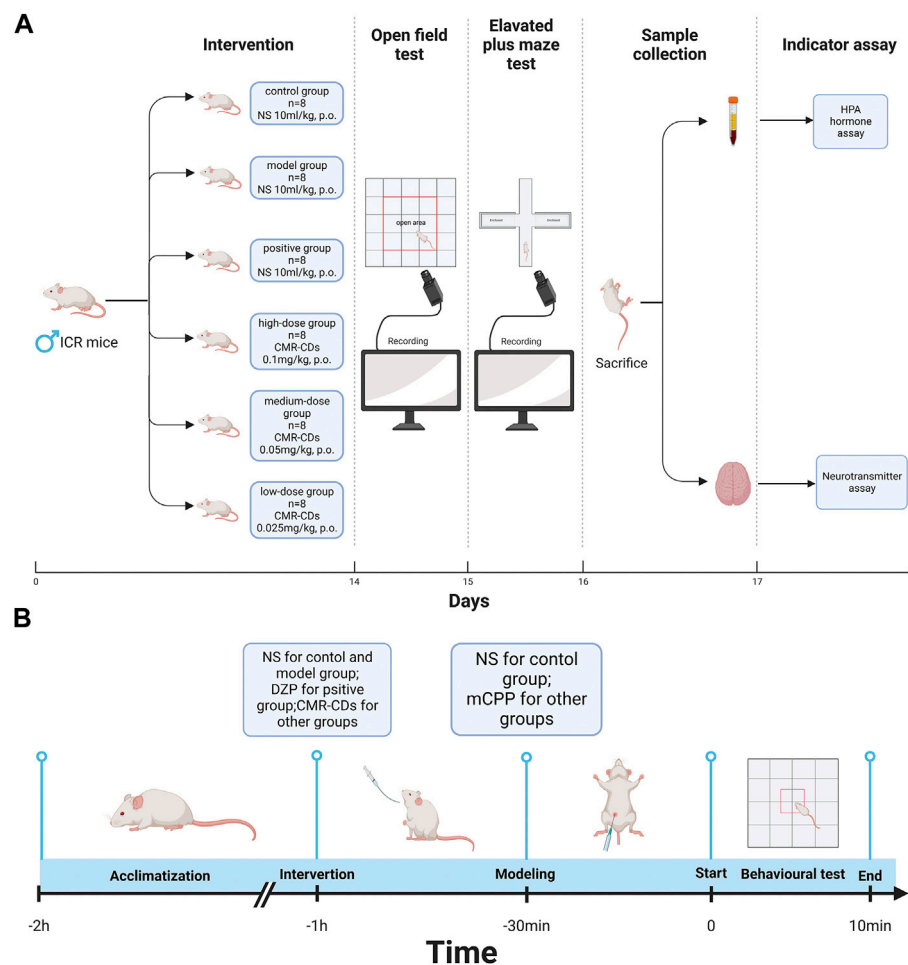 A
Intervention
Open field
test
Elavated
plus maze
test
Sample
collection
Indicator assay
control group
n=8
NS 10ml/kg, p.o.
model group
n=8
NS 10ml/kg, p.o.
positive group
n=8
NS 10ml/kg, p.o.
high-dose group
n=8
CMR-CDs
0.1mg/kg, p.o.
medium-dose
group
n=8
CMR-CDs
0.05mg/kg, p.o.
low-dose group
n=8
CMR-CDs
0.025mg/kg, p.o.
ICR mice
open area
Recording
Enclosed
Enclosed
Recording
Sacrifice
HPA
hormone
assay
Neurotransmitter
assay
0
14
15
16
17
Days
B
NS for contol and
model group;
DZP for psitive
group;CMR-CDs for
other groups
NS for contol
group;
mCPP for other
groups
Acclimatization
Intervertion
Modeling
Start
Behavioural test
End
-2h
-1h
-30min
0
10min
Time